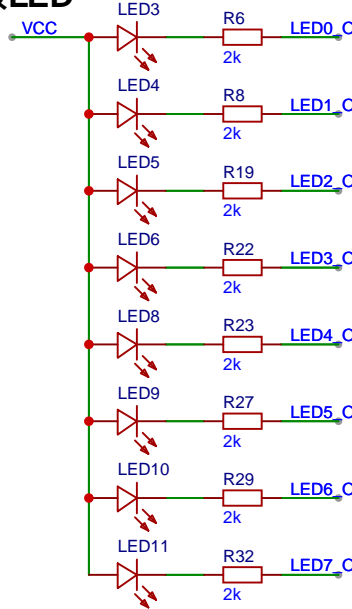 LED
VCC
LED3 R6 LED0_C
2k
LED4 R8 LED1_C
2k
LED5 R19 LED2_C
2k
LED6 R22 LED3_C
2k
LED8 R23 LED4_C
2k
LED9 R27 LED5_C
2k
LED10 R29 LED6_C
2k
LED11 R32 LED7_C
2k